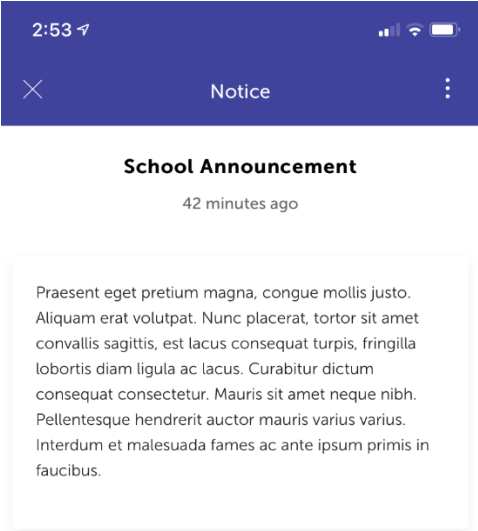 2:53
Notice
School Announcement
42 minutes ago
Praesent eget pretium magna, congue mollis justo.
Aliquam erat volutpat. Nunc placerat, tortor sit amet
convallis sagittis, est lacus consequat turpis, fringilla
lobortis diam ligula ac lacus. Curabitur dictum
consequat consectetur. Mauris sit amet neque nibh.
Pellentesque hendrerit auctor mauris varius varius.
Interdum et malesuada fames ac ante ipsum primis in
faucibus.